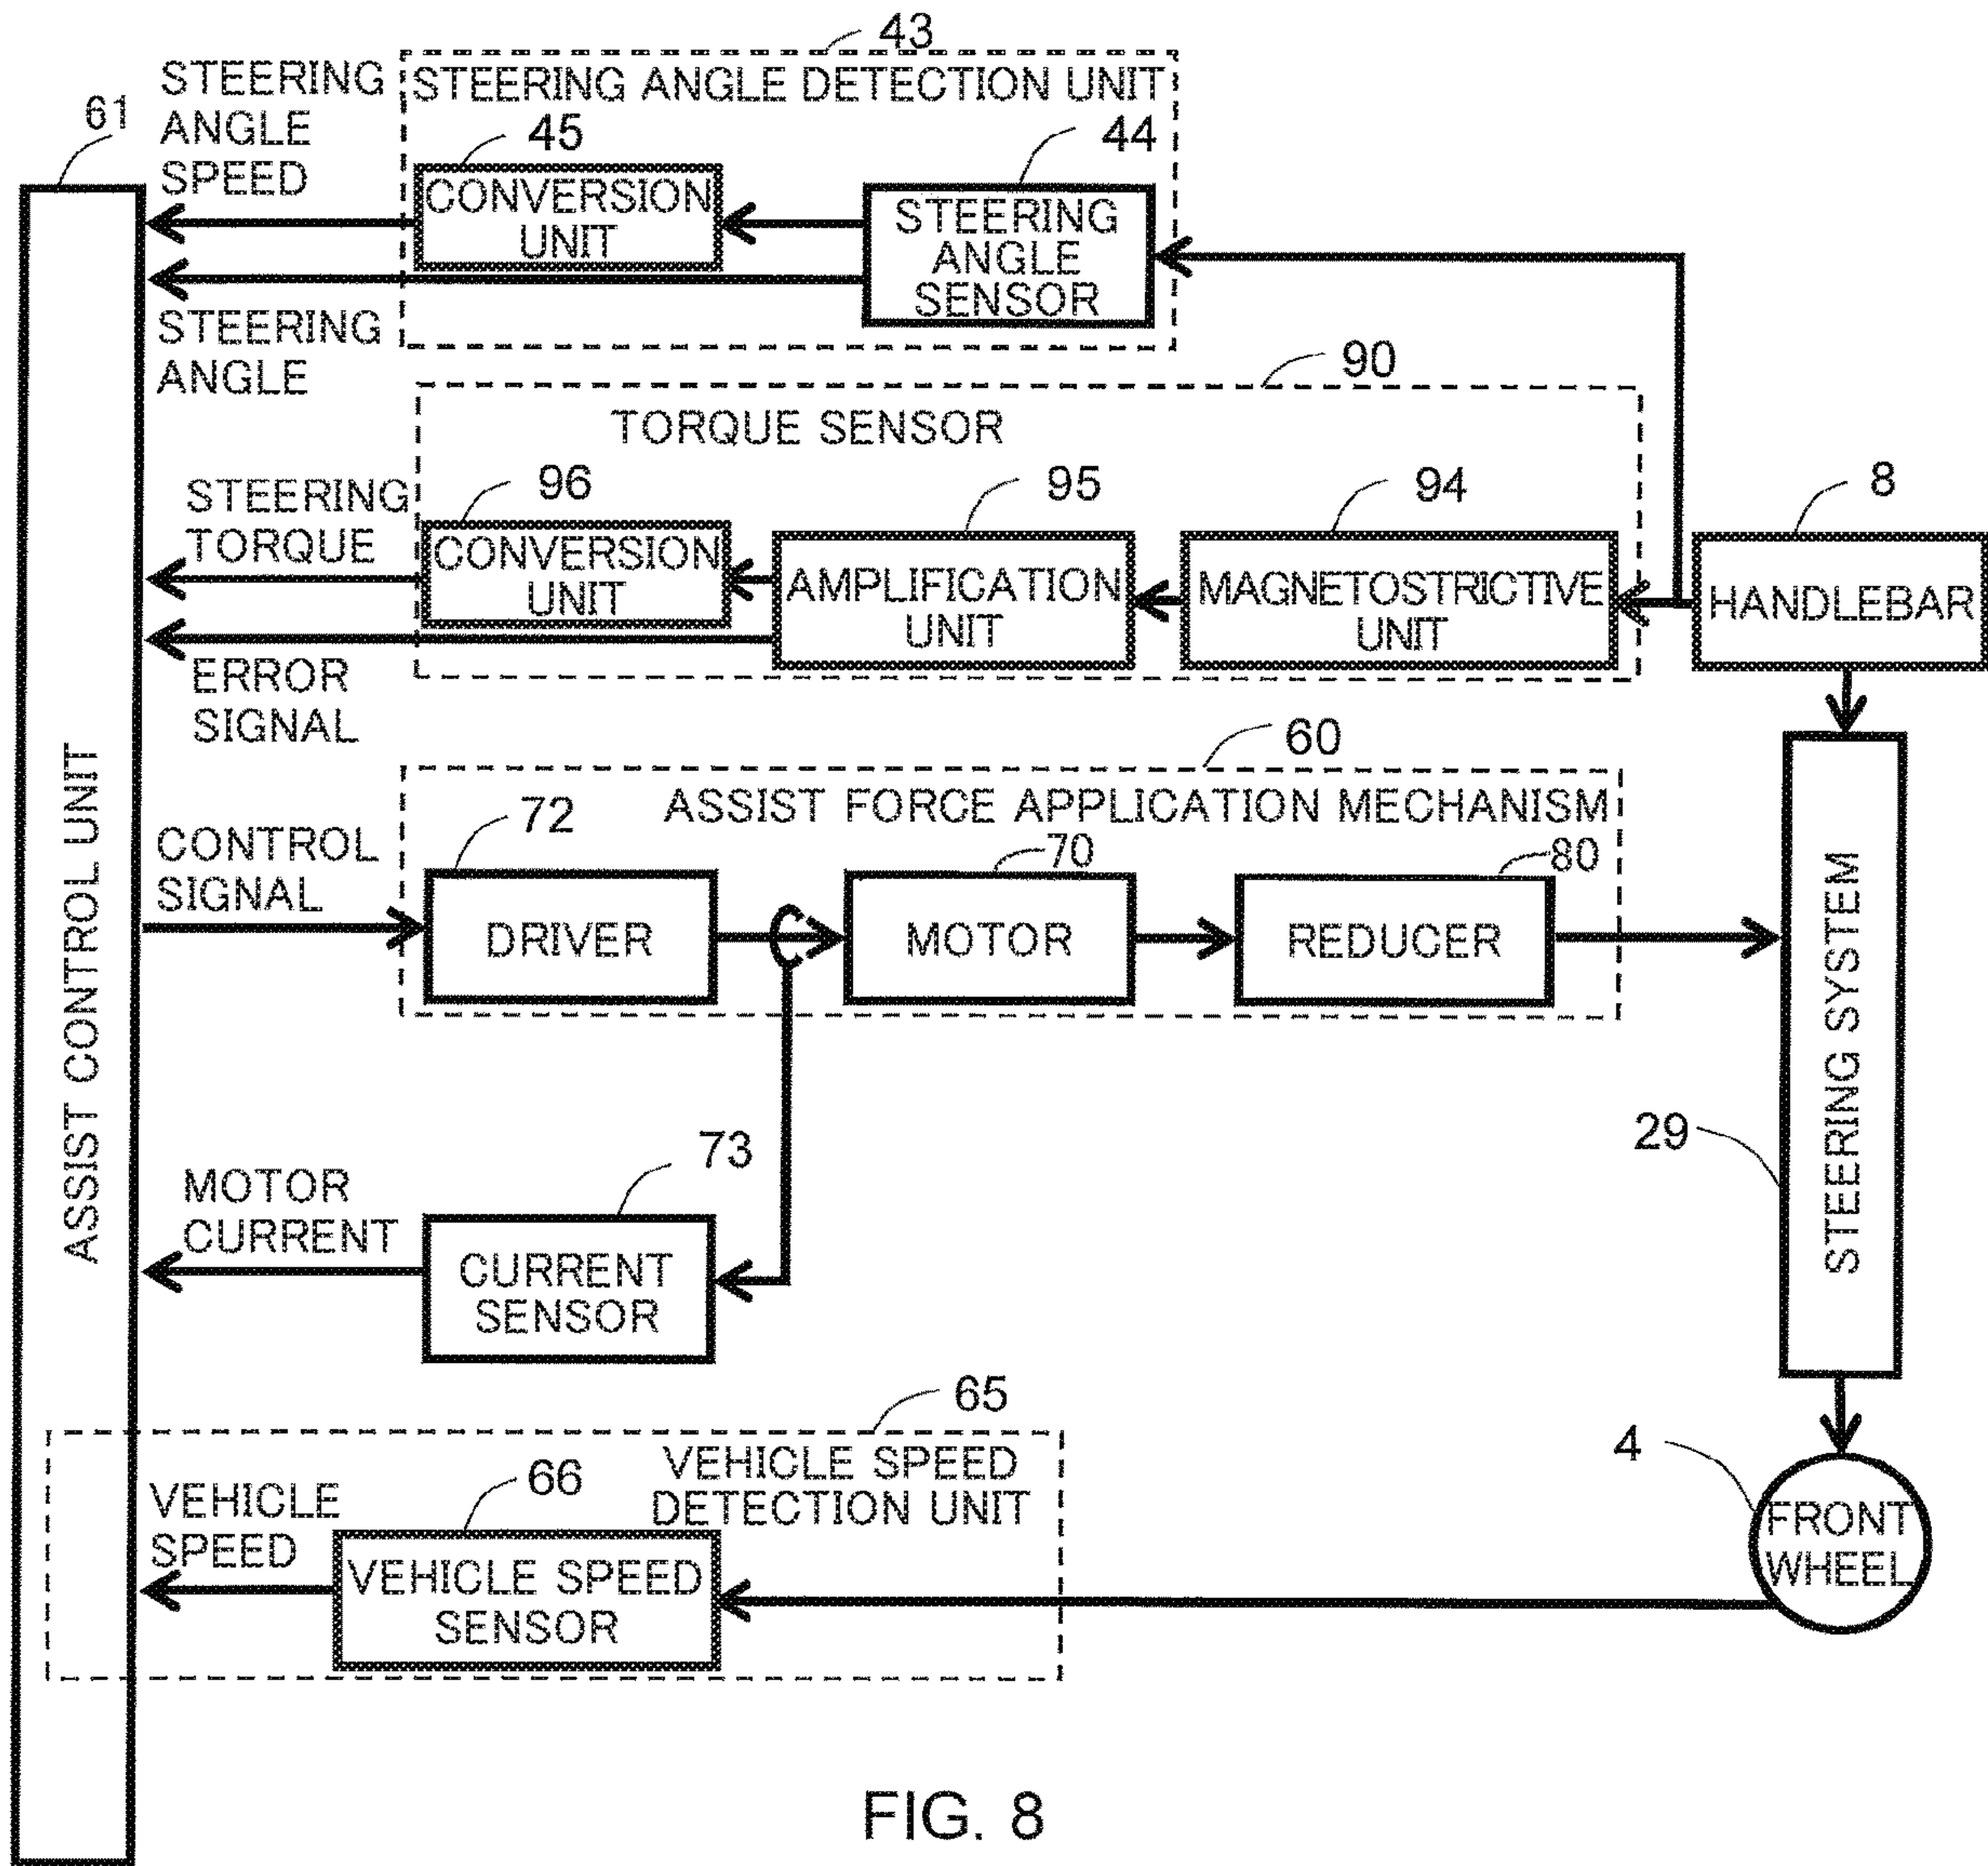 43
STEERING
ANGLE
SPEED
STEERING ANGLE DETECTION UNIT
61
45
44
CONVERSION
UNIT
STEERING
ANGLE
SENSOR
STEERING
ANGLE
90
TORQUE SENSOR
STEERING
TORQUE
96
95
94
8
CONVERSION
UNIT
AMPLIFICATION
UNIT
MAGNETOSTRICTIVE
UNIT
HANDLEBAR
ERROR
SIGNAL
60
ASSIST FORCE APPLICATION MECHANISM
CONTROL
SIGNAL
72
70
80
DRIVER
MOTOR
REDUCER
ASSIST CONTROL UNIT
STEERING SYSTEM
29
73
MOTOR
CURRENT
CURRENT
SENSOR
65
VEHICLE SPEED
DETECTION UNIT
66
VEHICLE
SPEED
VEHICLE SPEED
SENSOR
4
FRONT
WHEEL
FIG. 8